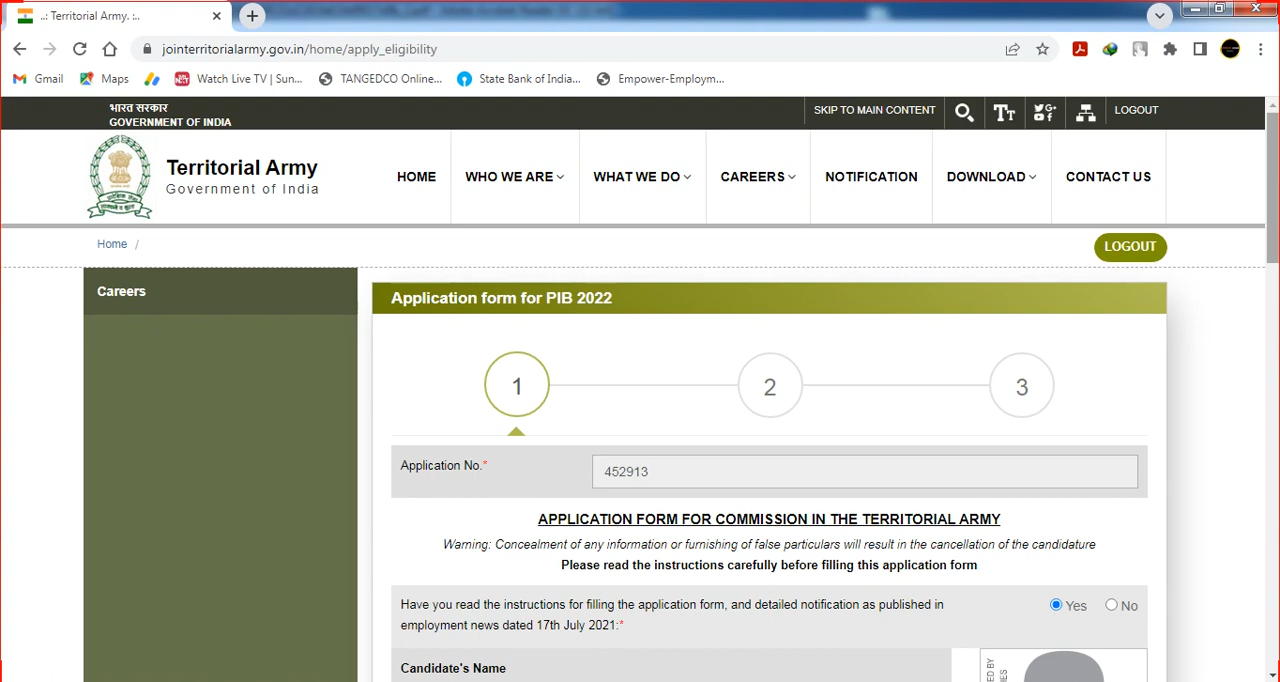 ..: Territorial Army. :..
jointerritorialarmy.gov.in/home/apply_eligibility
Gmail
Maps
Watch Live TV | Sun...
TANGEDCO Online...
State Bank of India...
Empower-Employm...
भारत सरकार
GOVERNMENT OF INDIA
SKIP TO MAIN CONTENT
LOGOUT
Territorial Army
Government of India
HOME
WHO WE ARE
WHAT WE DO
CAREERS
NOTIFICATION
DOWNLOAD
CONTACT US
Home /
LOGOUT
Careers
Application form for PIB 2022
1
2
3
Application No.*
452913
APPLICATION FORM FOR COMMISSION IN THE TERRITORIAL ARMY
Warning: Concealment of any information or furnishing of false particulars will result in the cancellation of the candidature
Please read the instructions carefully before filling this application form
Have you read the instructions for filling the application form, and detailed notification as published in
employment news dated 17th July 2021:*
Yes
No
Candidate's Name